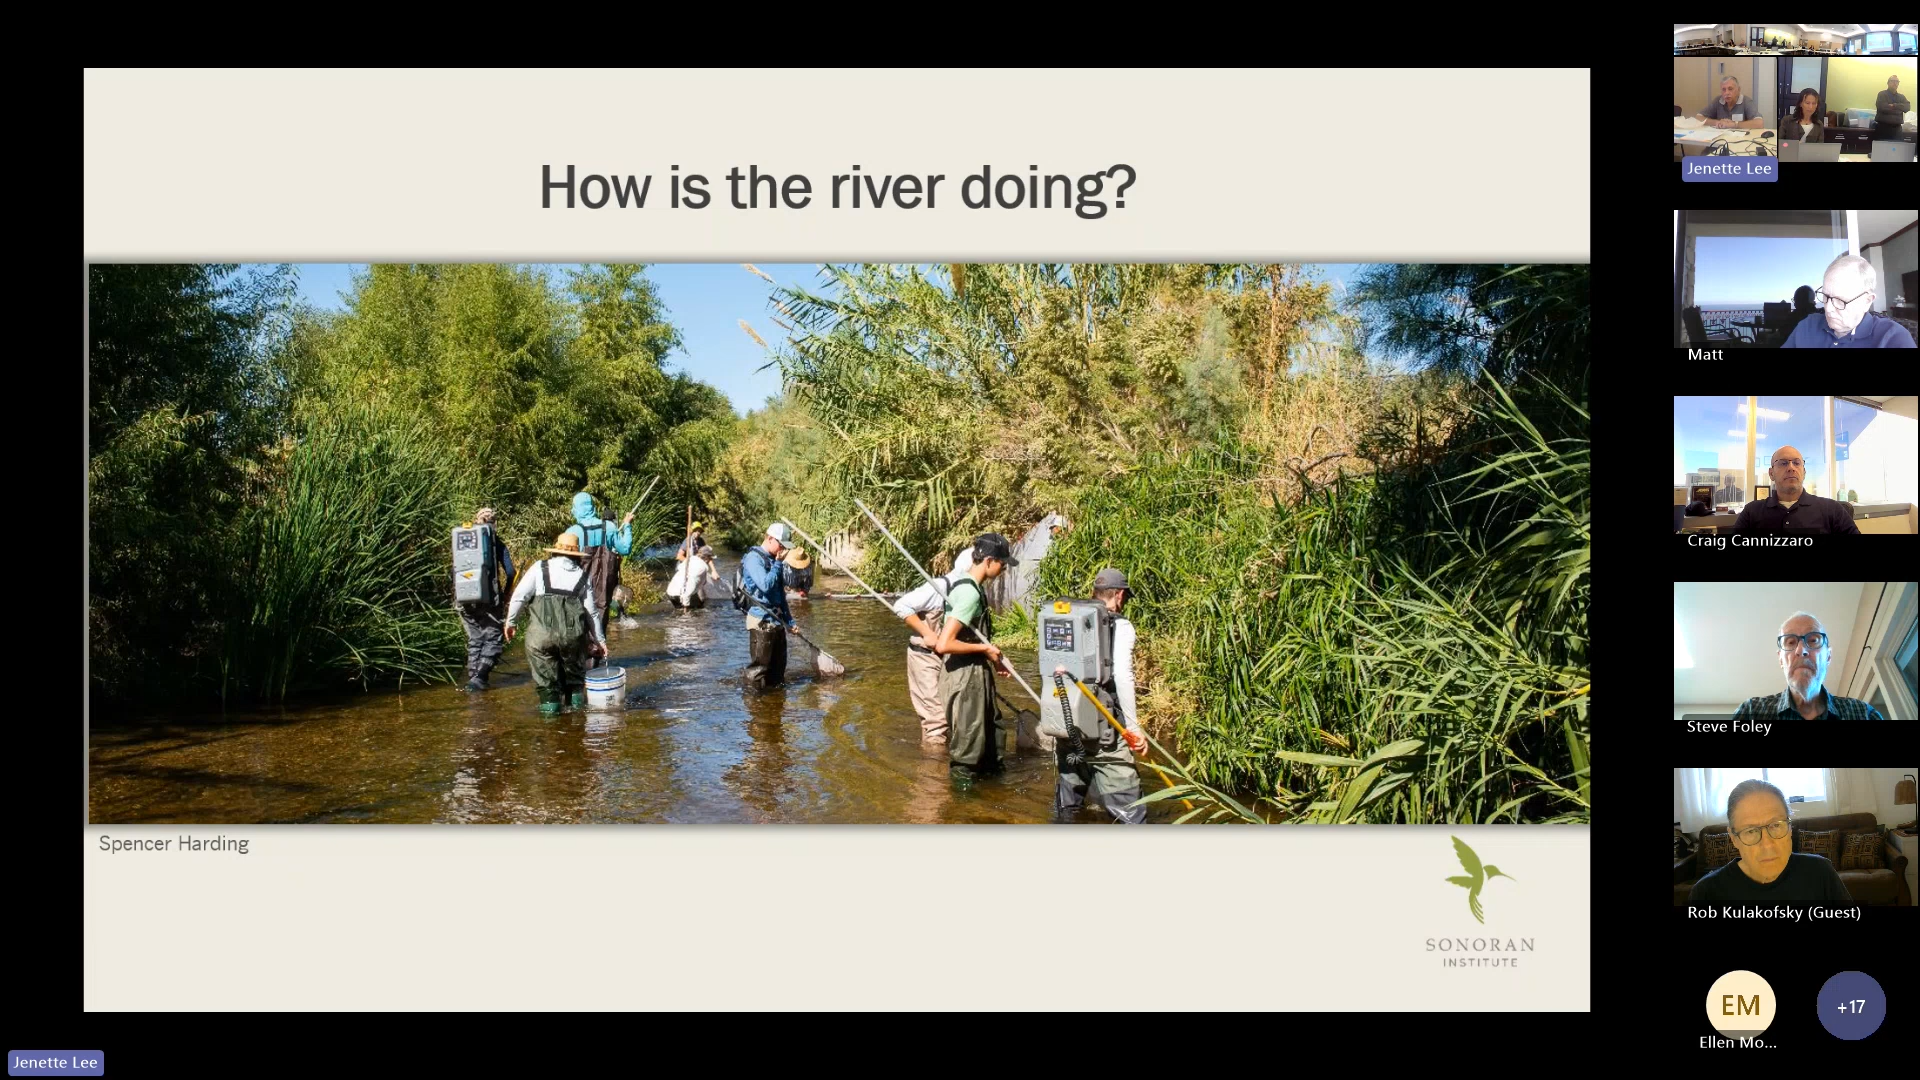 How is the river doing?
Spencer Harding
SONORAN
INSTITUTE
Jenette Lee
Jenette Lee
Matt
Craig Cannizzaro
Steve Foley
Rob Kulakofsky (Guest)
EM
Ellen Mo...
+17